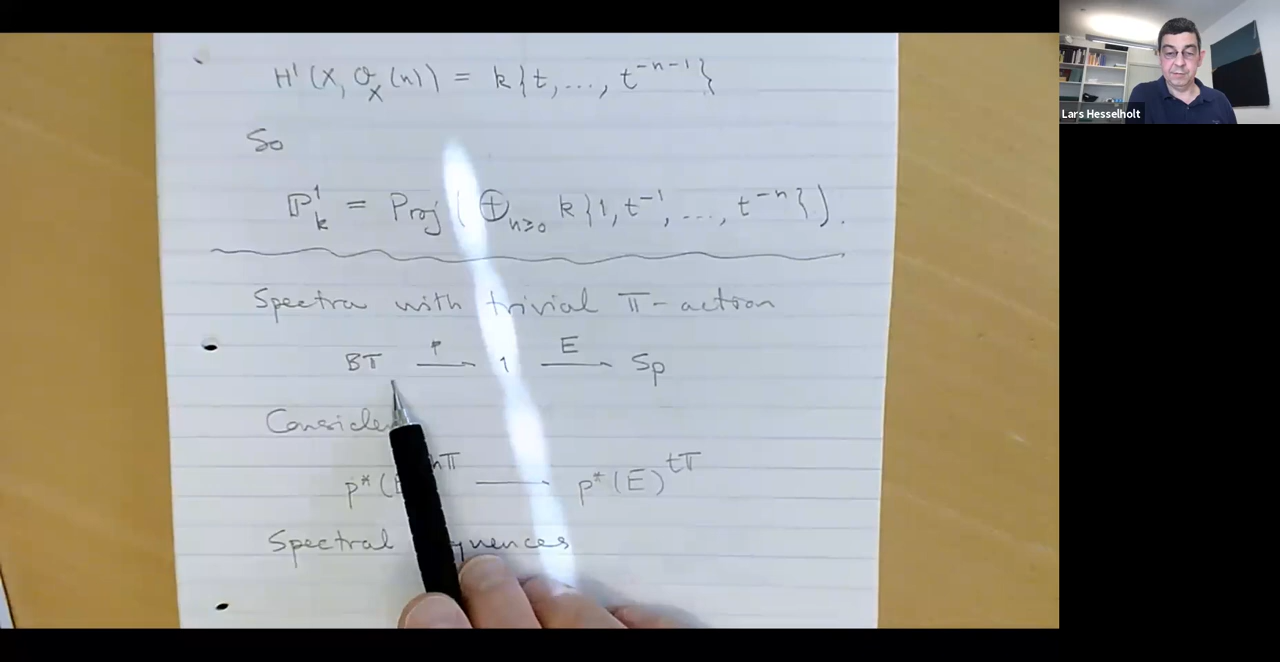 H¹(X, O_X(n)) = k{t, ..., t^{-n-1}}
So
ℙ¹_k = Proj(⊕_{n≥0} k{1, t^{-1}, ..., t^{-n}}).
Spectra with trivial 𝕋-action
B𝕋 —p→ 1 —E→ Sp
Consider
p*(E) → p*(E)^{t𝕋}
Spectral
Lars Hesselholt